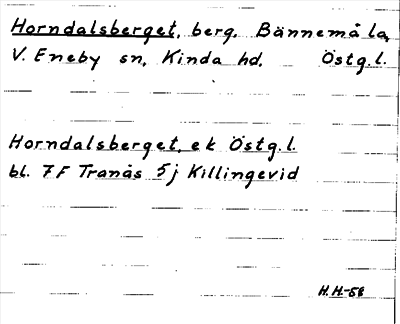 Horndalsberget, berg. Bännemåla,
V. Eneby sn, Kinda hd. Östg.l.
Horndalsberget, ek Östg.l.
bl. 7F Tranås 5j Killingevid
H.H.-58